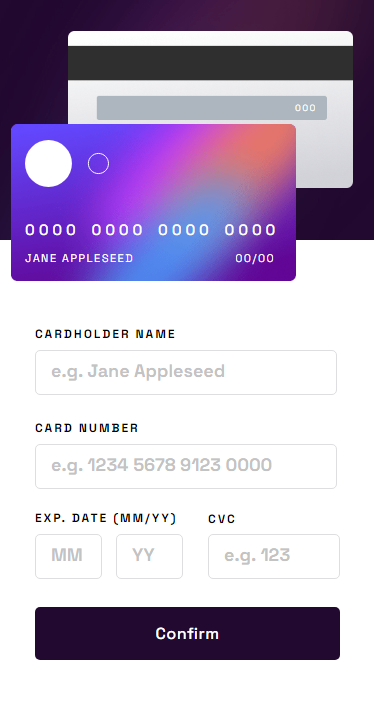 000
0000 0000 0000 0000
JANE APPLESEED 00/00
CARDHOLDER NAME
e.g. Jane Appleseed
CARD NUMBER
e.g. 1234 5678 9123 0000
EXP. DATE (MM/YY) CVC
MM YY e.g. 123
Confirm